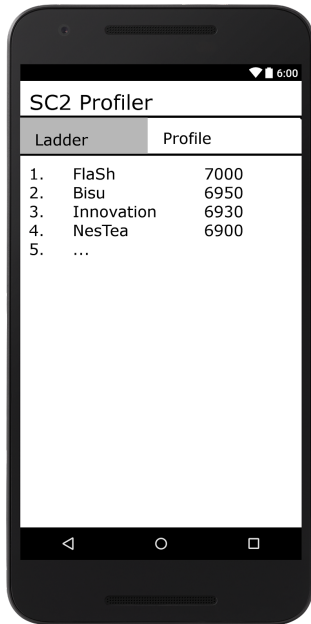 6:00
SC2 Profiler
Ladder Profile
1. FlaSh 7000
2. Bisu 6950
3. Innovation 6930
4. NesTea 6900
5. ...